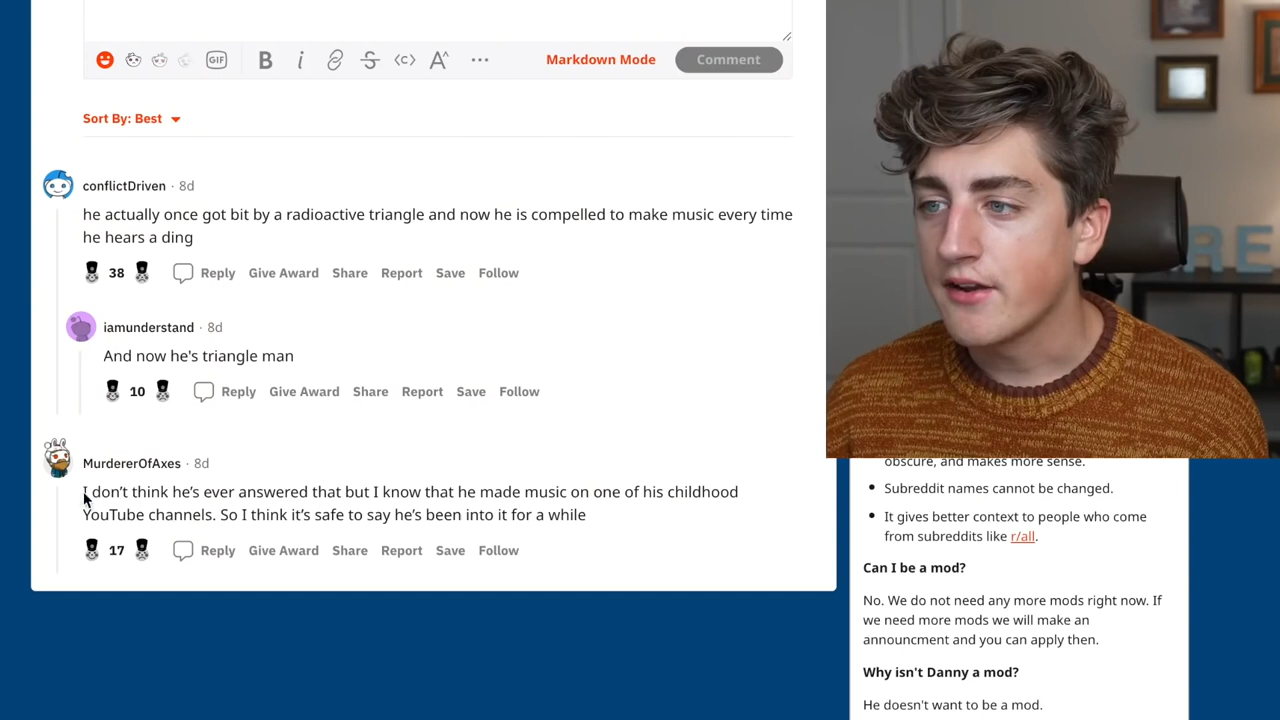 GIF B i <c> A ... Markdown Mode Comment
Sort By: Best
conflictDriven · 8d
he actually once got bit by a radioactive triangle and now he is compelled to make music every time
he hears a ding
38 Reply Give Award Share Report Save Follow
iamunderstand · 8d
And now he's triangle man
10 Reply Give Award Share Report Save Follow
MurdererOfAxes · 8d
I don't think he's ever answered that but I know that he made music on one of his childhood
YouTube channels. So I think it's safe to say he's been into it for a while
17 Reply Give Award Share Report Save Follow
RE
obscure, and makes more sense.
• Subreddit names cannot be changed.
• It gives better context to people who come
from subreddits like r/all.
Can I be a mod?
No. We do not need any more mods right now. If
we need more mods we will make an
announcment and you can apply then.
Why isn't Danny a mod?
He doesn't want to be a mod.